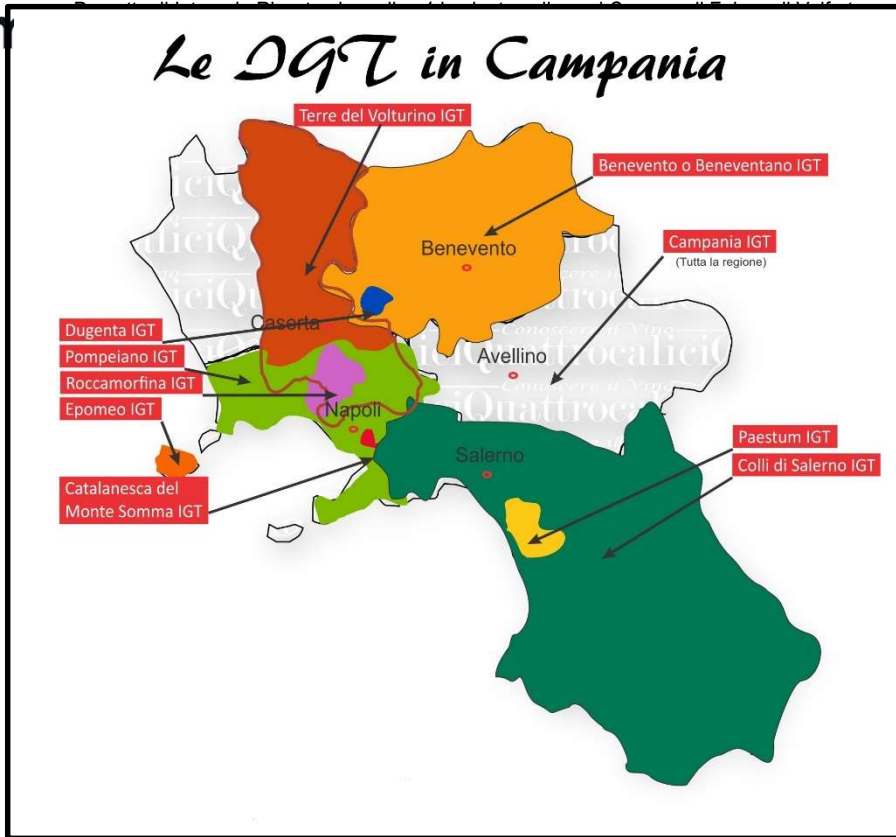 Le IGT in Campania
Terre del Volturino IGT
Benevento o Beneventano IGT
Benevento
Campania IGT
(Tutta la regione)
Dugenta IGT
Caserta
Pompeiano IGT
Avellino
Roccamorfina IGT
Epomeo IGT
Napoli
Paestum IGT
Salerno
Colli di Salerno IGT
Catalanesca del
Monte Somma IGT